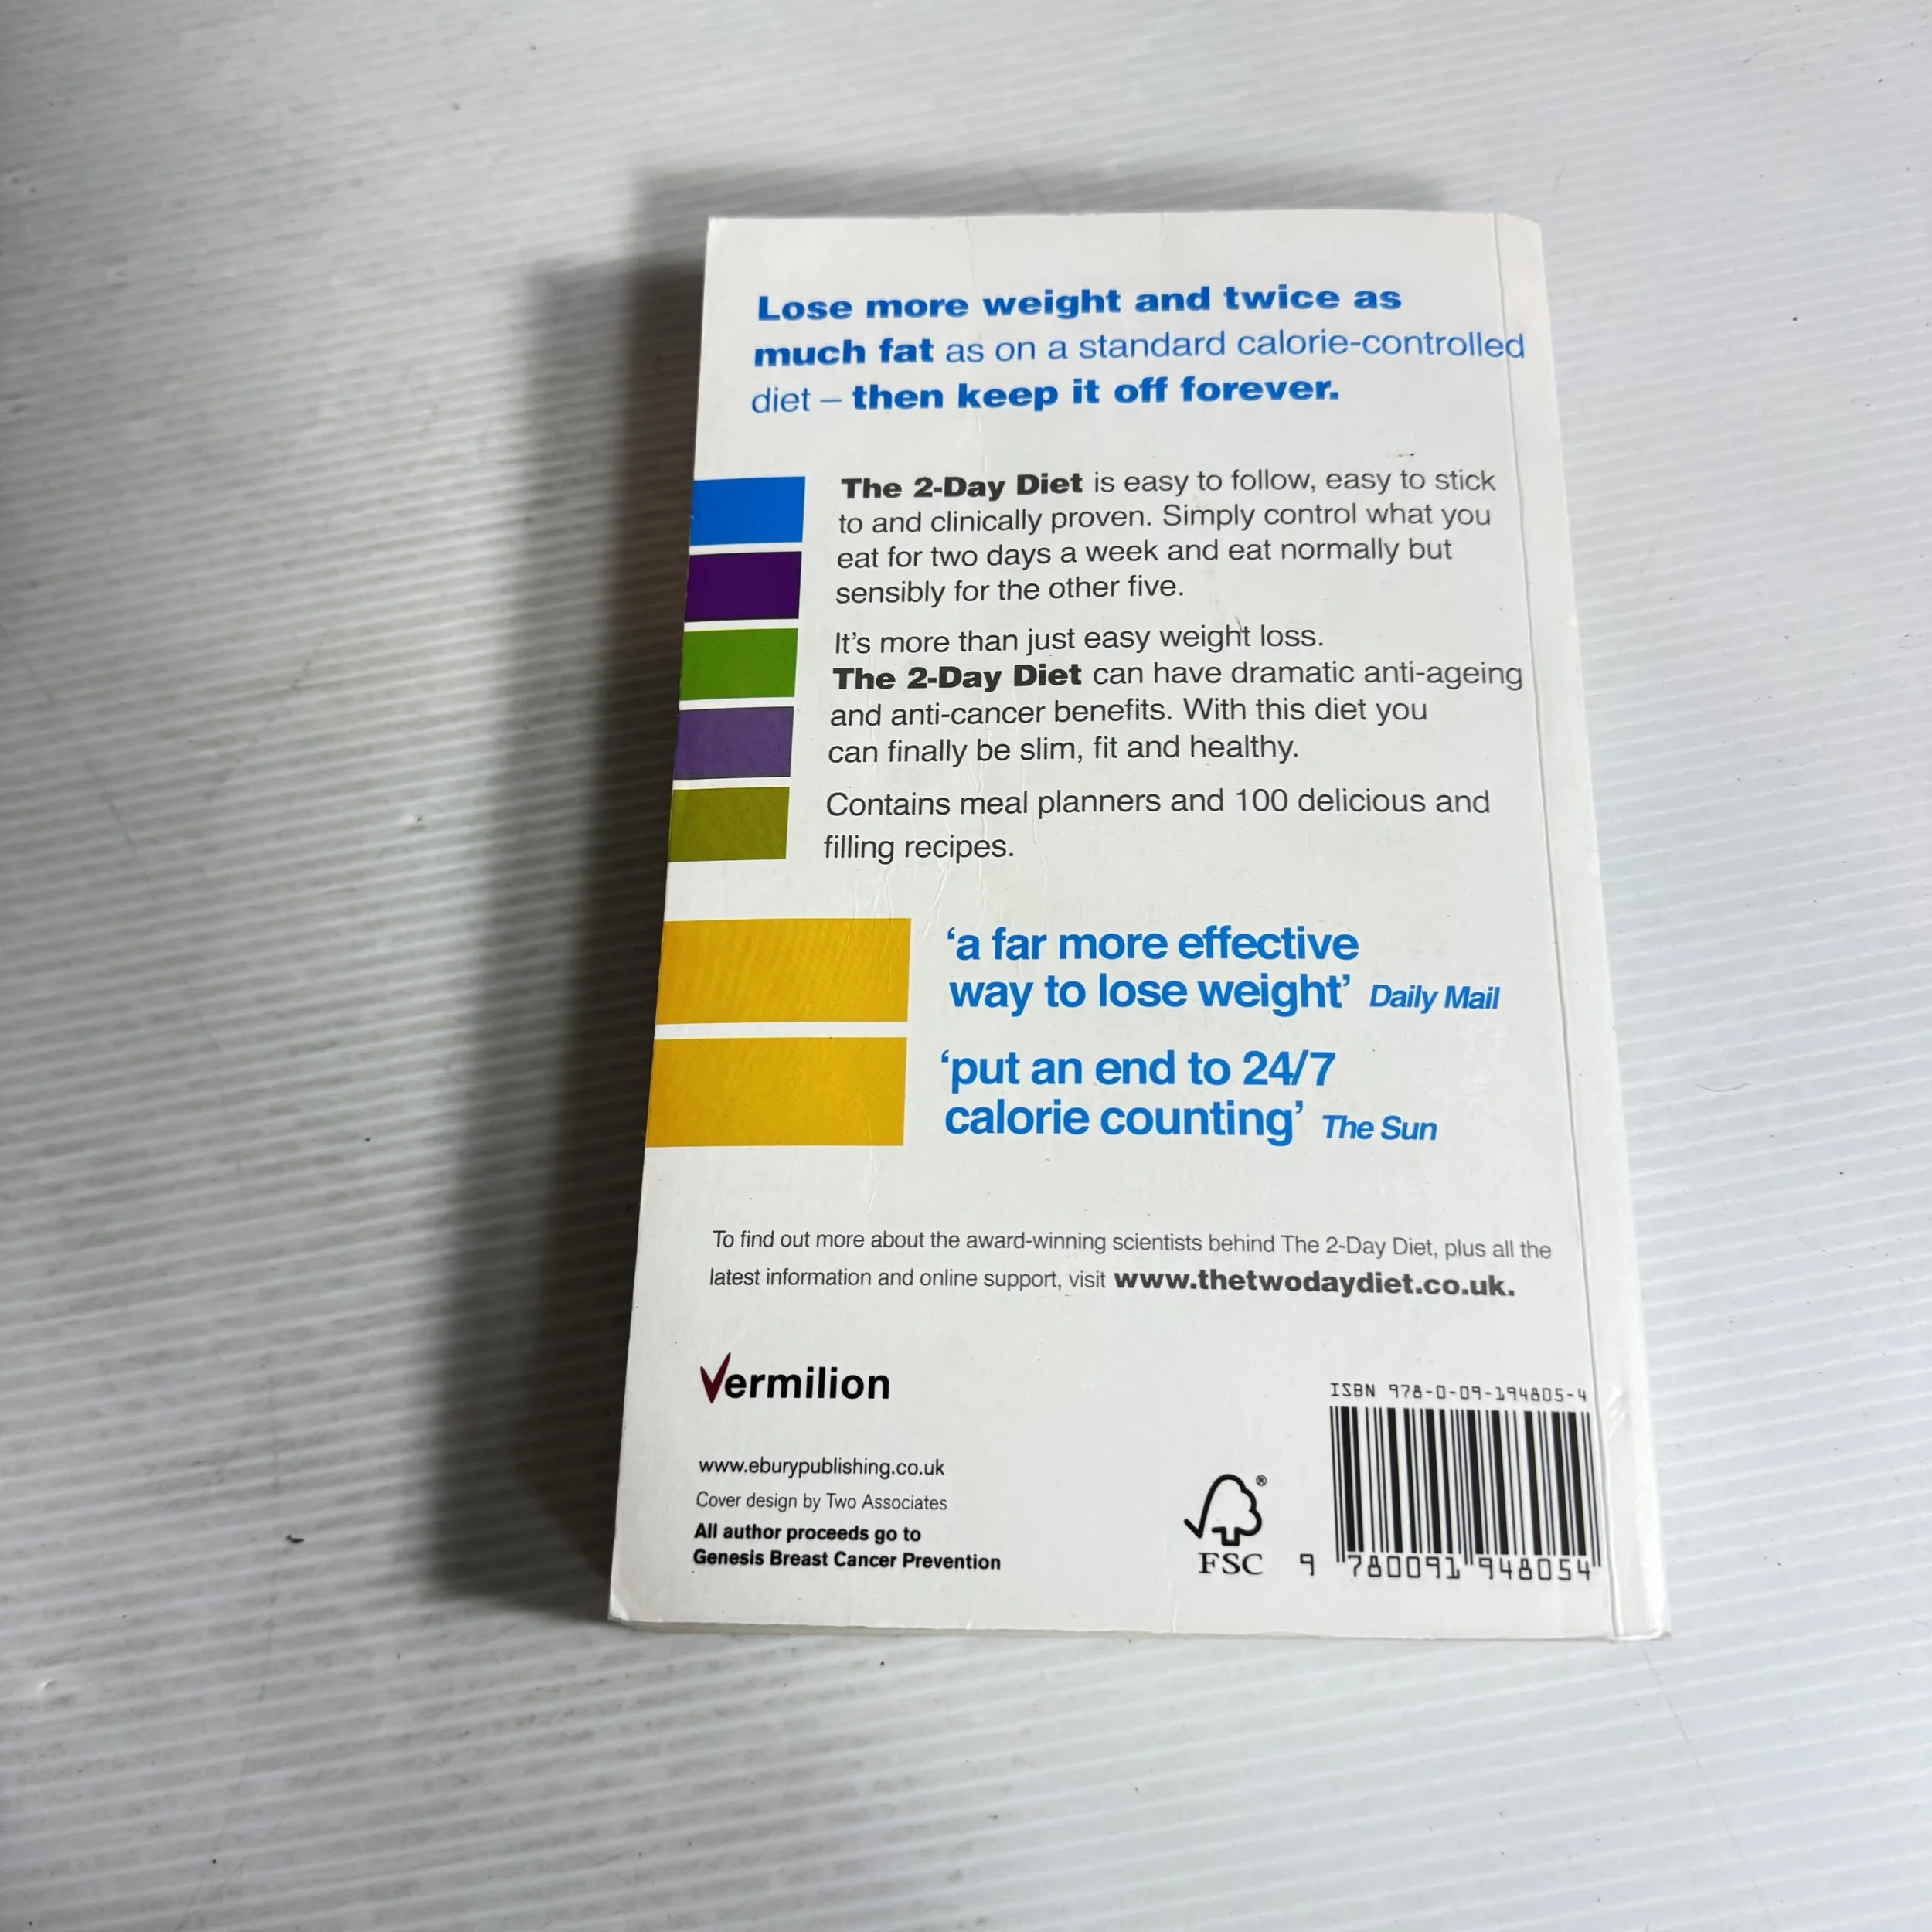 Lose more weight and twice as
much fat as on a standard calorie-controlled
diet – then keep it off forever.
The 2-Day Diet is easy to follow, easy to stick
to and clinically proven. Simply control what you
eat for two days a week and eat normally but
sensibly for the other five.
It's more than just easy weight loss.
The 2-Day Diet can have dramatic anti-ageing
and anti-cancer benefits. With this diet you
can finally be slim, fit and healthy.
Contains meal planners and 100 delicious and
filling recipes.
‘a far more effective
way to lose weight’ Daily Mail
‘put an end to 24/7
calorie counting’ The Sun
To find out more about the award-winning scientists behind The 2-Day Diet, plus all the
latest information and online support, visit www.thetwodaydiet.co.uk.
Vermilion
www.eburypublishing.co.uk
Cover design by Two Associates
All author proceeds go to
Genesis Breast Cancer Prevention
® FSC
ISBN 978-0-09-194805-4
9 780091 948054